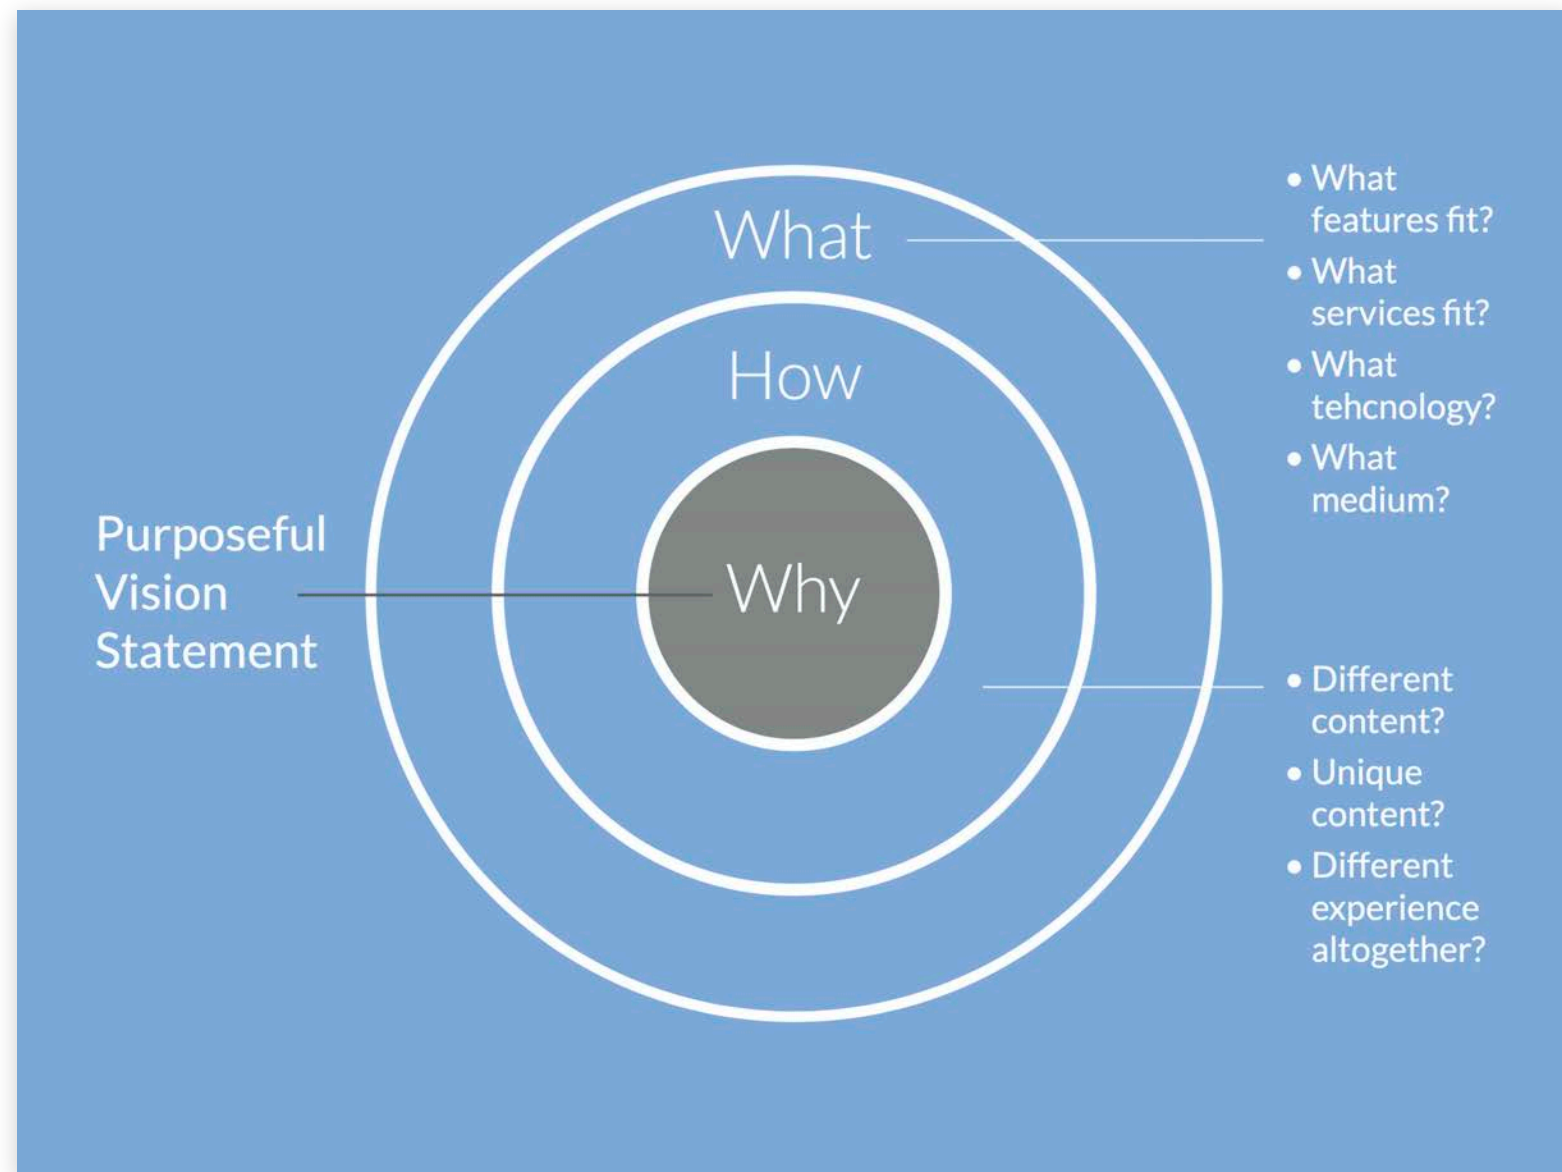 What
How
Why
Purposeful
Vision
Statement
• What
features fit?
• What
services fit?
• What
tehcnology?
• What
medium?
• Different
content?
• Unique
content?
• Different
experience
altogether?